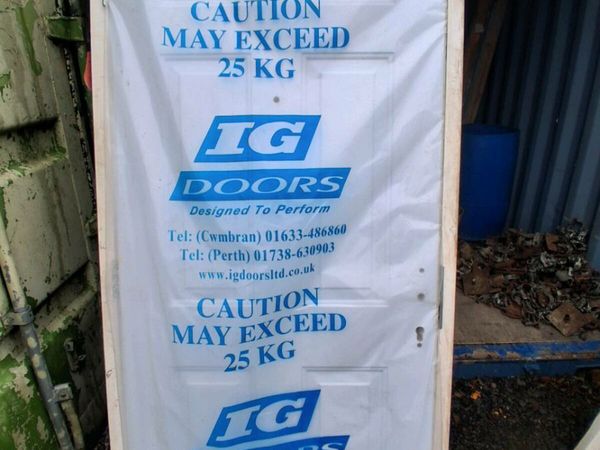 CAUTION
MAY EXCEED
25 KG
IG
DOORS
Designed To Perform
Tel: (Cwmbran) 01633-486860
Tel: (Perth) 01738-630903
www.igdoorsltd.co.uk
CAUTION
MAY EXCEED
25 KG
IG
DOORS